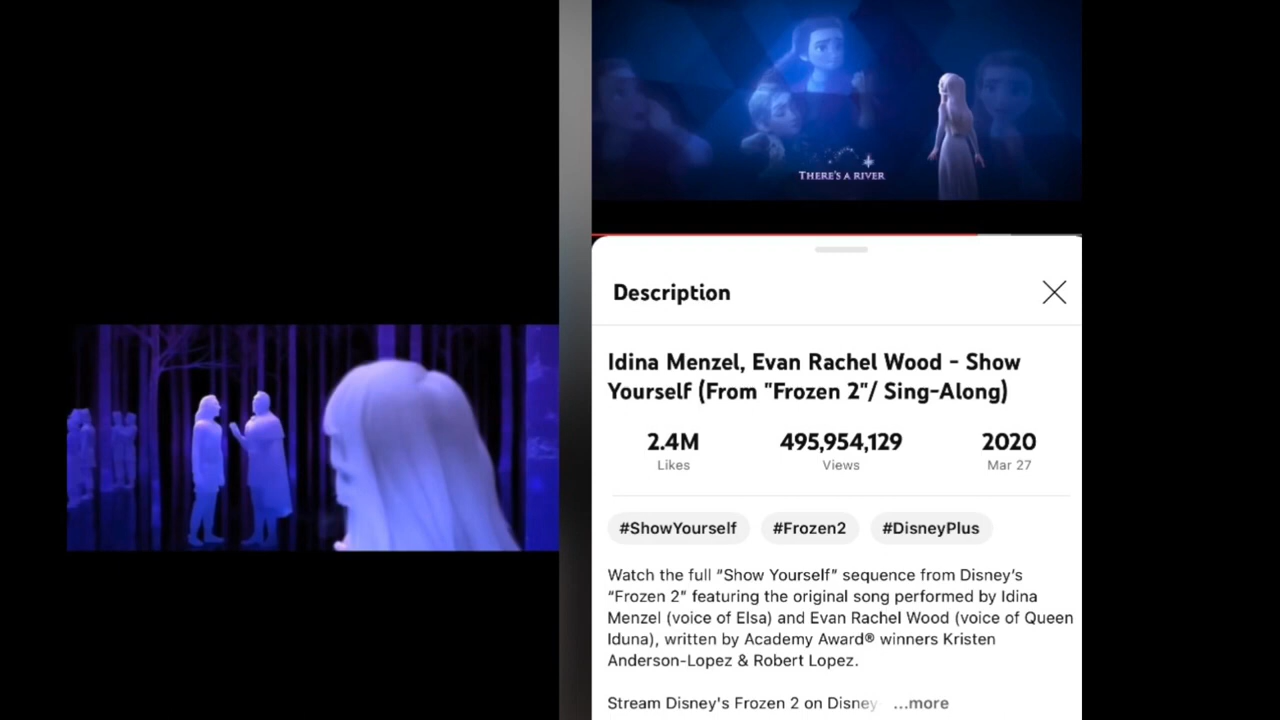 THERE'S A RIVER
Description
Idina Menzel, Evan Rachel Wood - Show
Yourself (From "Frozen 2"/ Sing-Along)
2.4M 495,954,129 2020
Likes Views Mar 27
#ShowYourself #Frozen2 #DisneyPlus
Watch the full "Show Yourself" sequence from Disney's
"Frozen 2" featuring the original song performed by Idina
Menzel (voice of Elsa) and Evan Rachel Wood (voice of Queen
Iduna), written by Academy Award® winners Kristen
Anderson-Lopez & Robert Lopez.
Stream Disney's Frozen 2 on Disney ...more